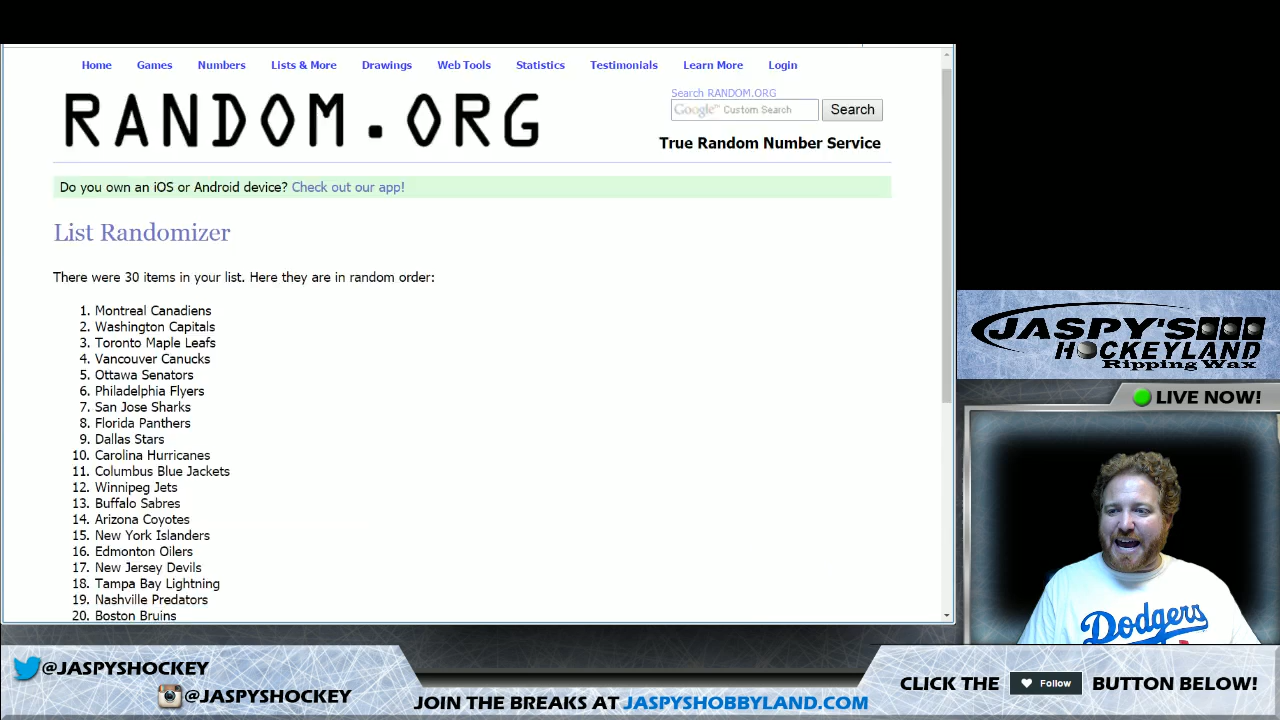 Home Games Numbers Lists & More Drawings Web Tools Statistics Testimonials Learn More Login
RANDOM.ORG
Search RANDOM.ORG
Google™ Custom Search Search
True Random Number Service
Do you own an iOS or Android device? Check out our app!
List Randomizer
There were 30 items in your list. Here they are in random order:
1. Montreal Canadiens
2. Washington Capitals
3. Toronto Maple Leafs
4. Vancouver Canucks
5. Ottawa Senators
6. Philadelphia Flyers
7. San Jose Sharks
8. Florida Panthers
9. Dallas Stars
10. Carolina Hurricanes
11. Columbus Blue Jackets
12. Winnipeg Jets
13. Buffalo Sabres
14. Arizona Coyotes
15. New York Islanders
16. Edmonton Oilers
17. New Jersey Devils
18. Tampa Bay Lightning
19. Nashville Predators
20. Boston Bruins
JASPY'S
HOCKEYLAND
Ripping Wax
LIVE NOW!
Dodgers
@JASPYSHOCKEY
@JASPYSHOCKEY
JOIN THE BREAKS AT JASPYSHOBBYLAND.COM
CLICK THE Follow BUTTON BELOW!